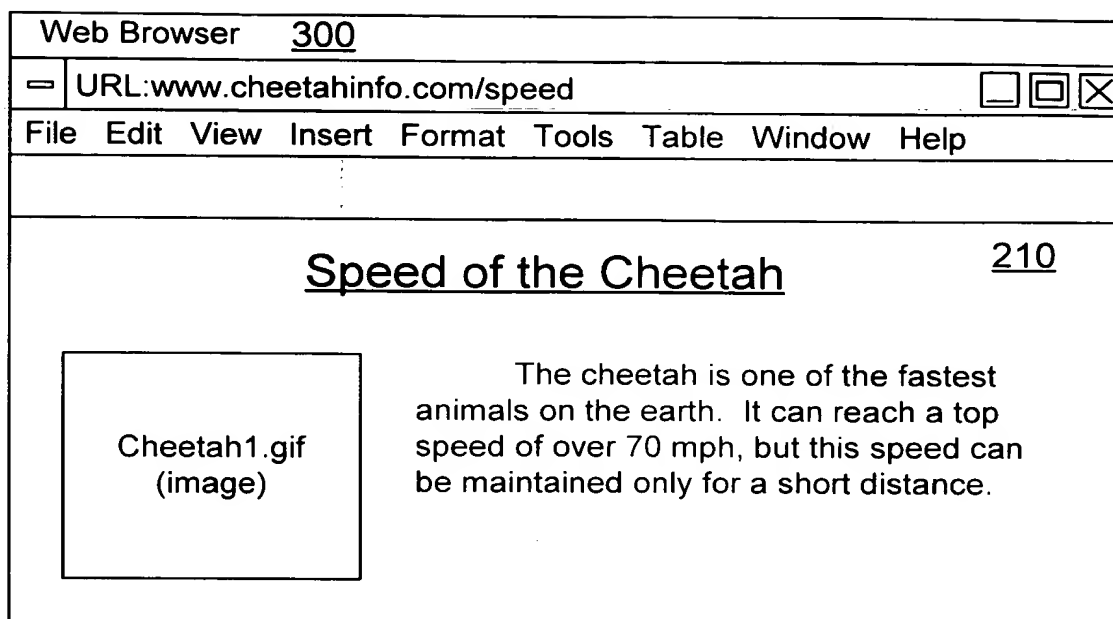 Web Browser 300
URL:www.cheetahinfo.com/speed
File Edit View Insert Format Tools Table Window Help
210
Speed of the Cheetah
Cheetah1.gif
(image)
The cheetah is one of the fastest
animals on the earth. It can reach a top
speed of over 70 mph, but this speed can
be maintained only for a short distance.